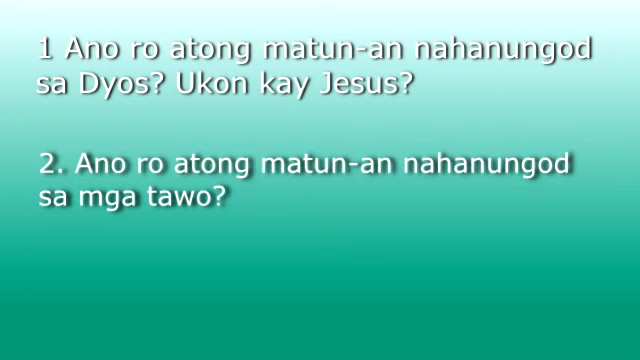 1 Ano ro atong matun-an nahanungod
sa Dyos? Ukon kay Jesus?
2. Ano ro atong matun-an nahanungod
sa mga tawo?